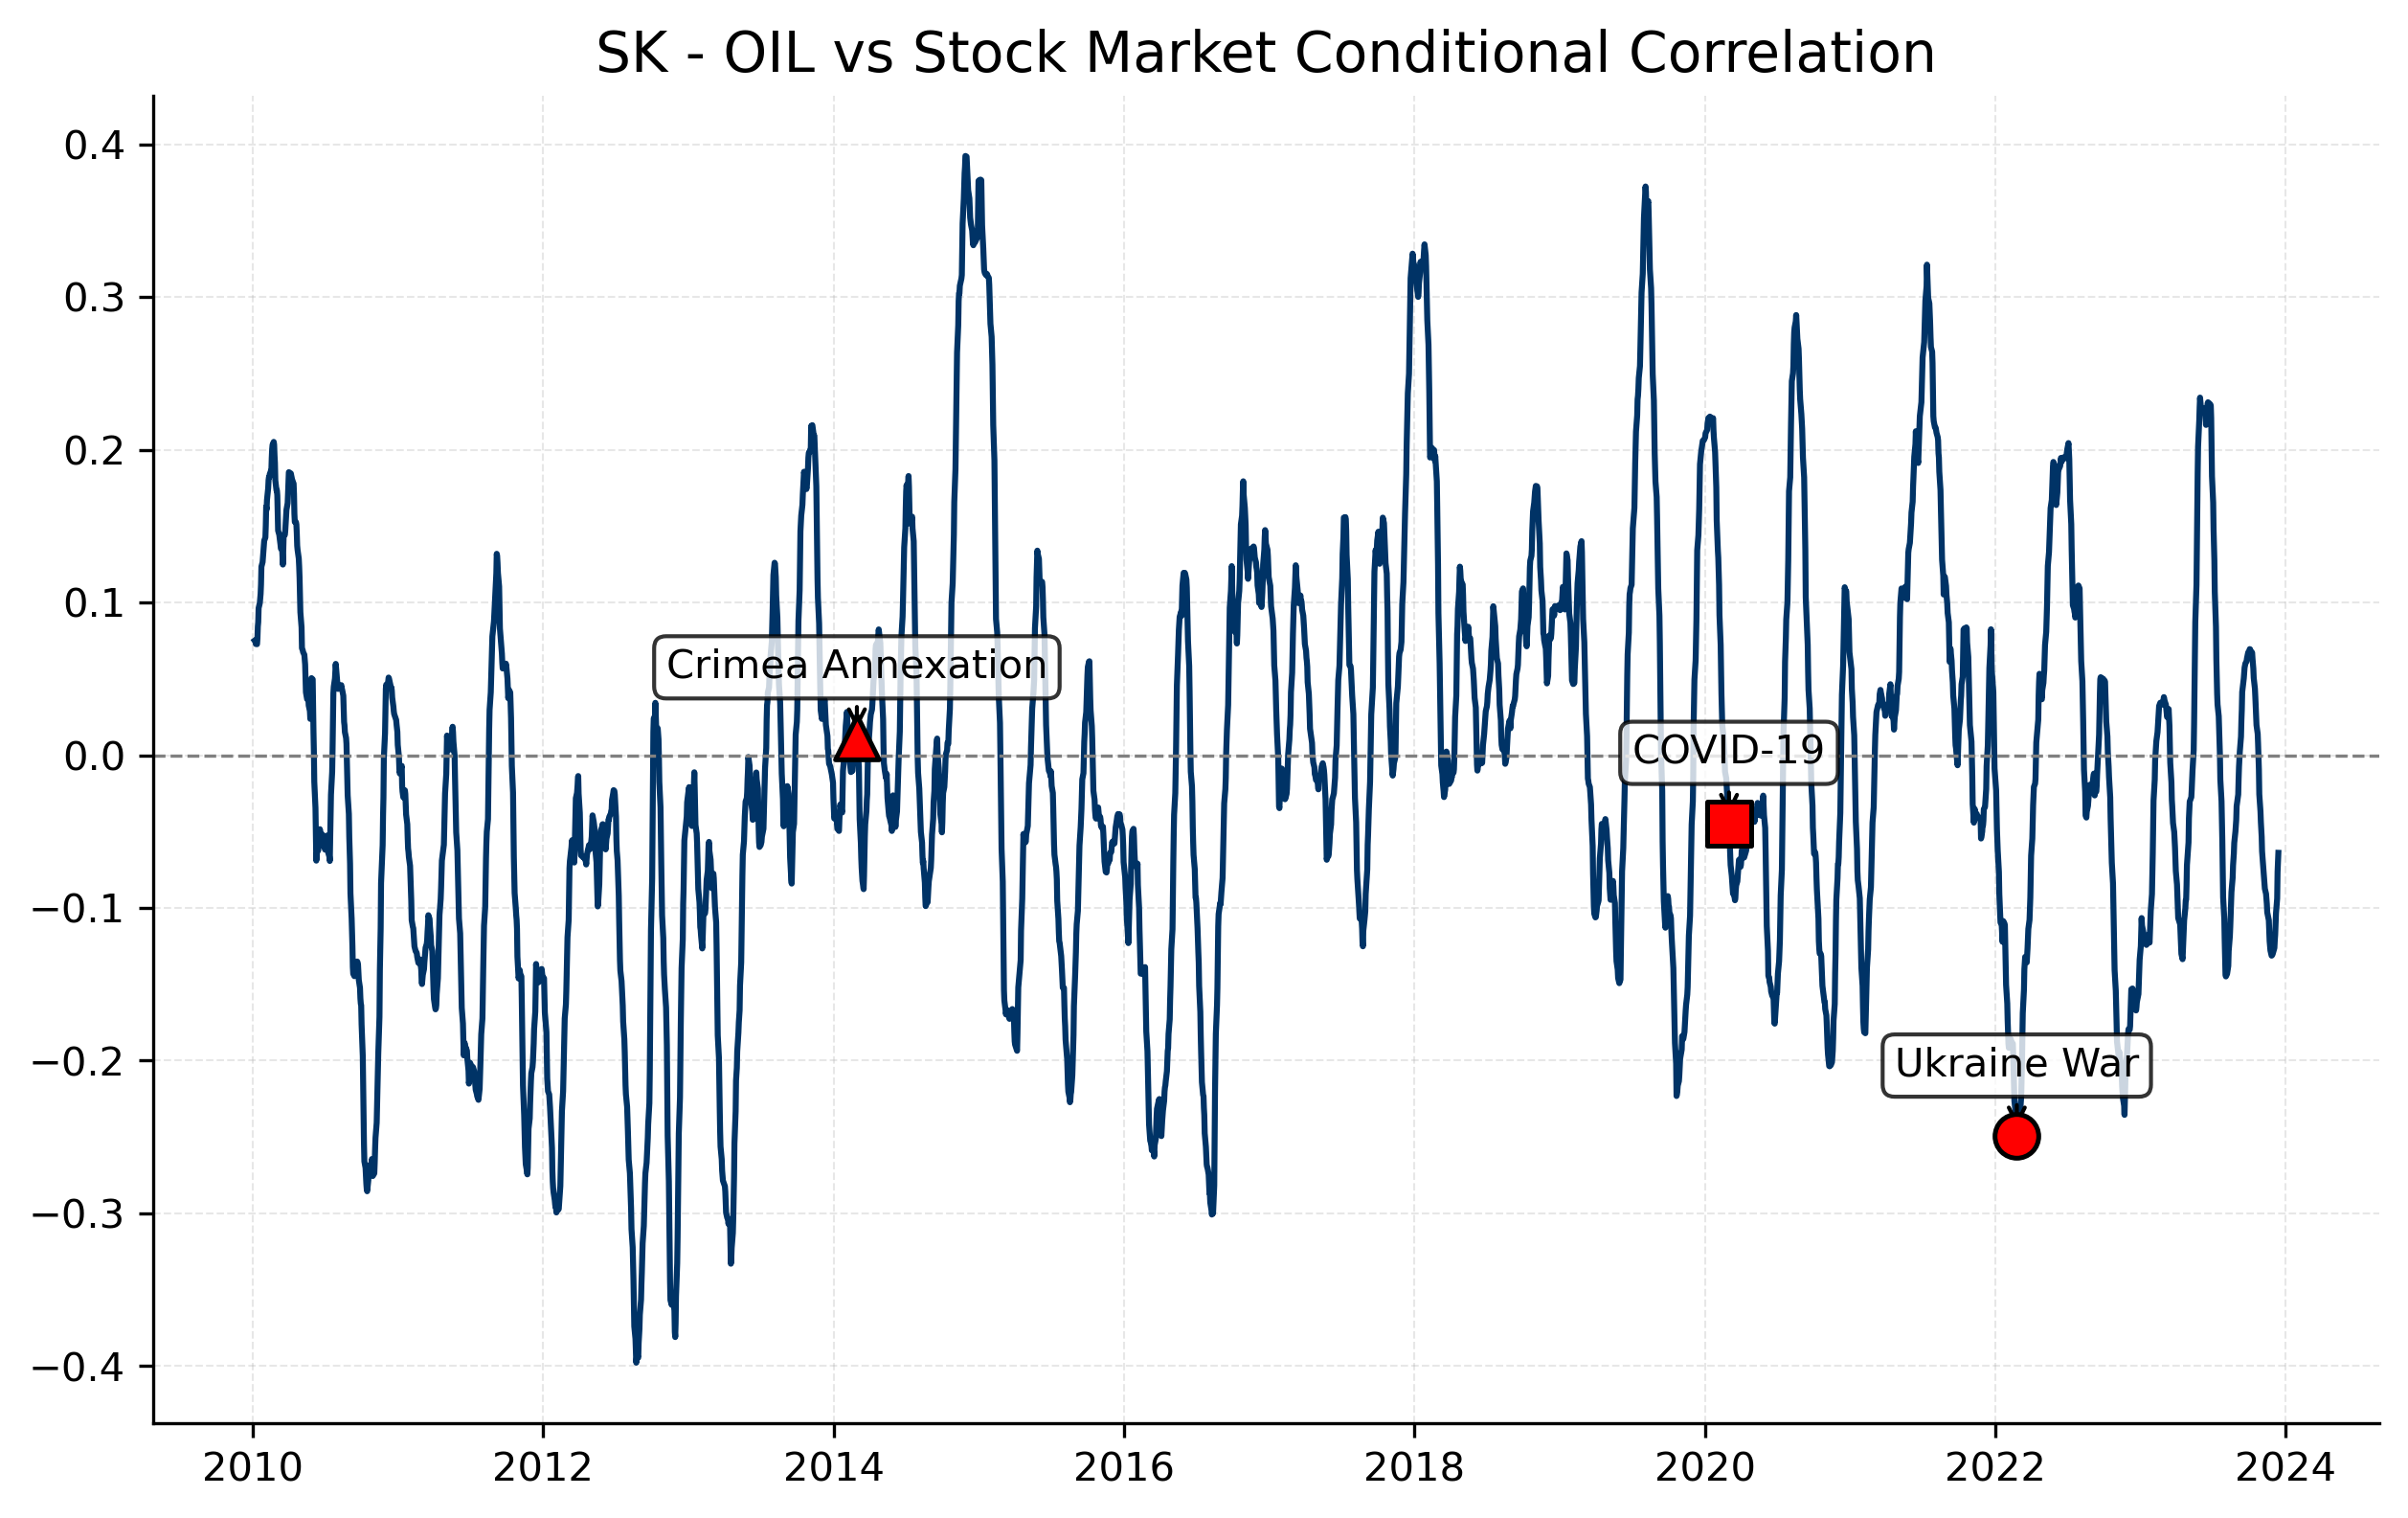 SK - OIL vs Stock Market Conditional Correlation
0.4
0.3
0.2
0.1
0.0
−0.1
−0.2
−0.3
−0.4
Crimea Annexation
COVID-19
Ukraine War
2010 2012 2014 2016 2018 2020 2022 2024